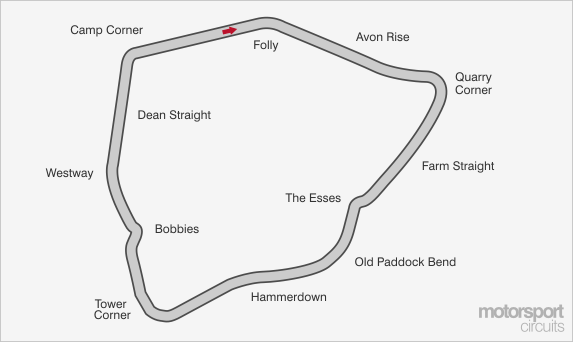 Camp Corner
Folly
Avon Rise
Quarry
Corner
Dean Straight
Farm Straight
Westway
The Esses
Bobbies
Old Paddock Bend
Hammerdown
Tower
Corner
motorsport
circuits